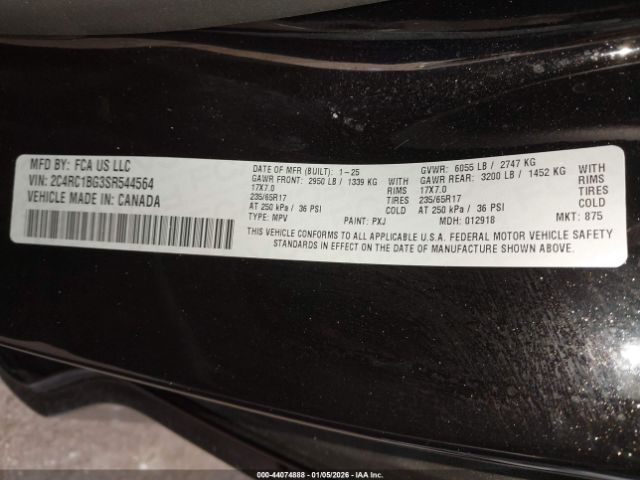 MFD BY: FCA US LLC
VIN: 2C4RC1BG3SR544564
VEHICLE MADE IN: CANADA
DATE OF MFR (BUILT): 1-25
GAWR FRONT: 2950 LB / 1339 KG WITH
17X7.0 RIMS
235/65R17 TIRES
AT 250 kPa / 36 PSI COLD
TYPE: MPV PAINT: PXJ
GVWR: 6055 LB / 2747 KG
GAWR REAR: 3200 LB / 1452 KG WITH
17X7.0 RIMS
235/65R17 TIRES
AT 250 kPa / 36 PSI COLD
MDH: 012918 MKT: 875
THIS VEHICLE CONFORMS TO ALL APPLICABLE U.S.A. FEDERAL MOTOR VEHICLE SAFETY
STANDARDS IN EFFECT ON THE DATE OF MANUFACTURE SHOWN ABOVE.
000-44074888 - 01/05/2026 - IAA Inc.